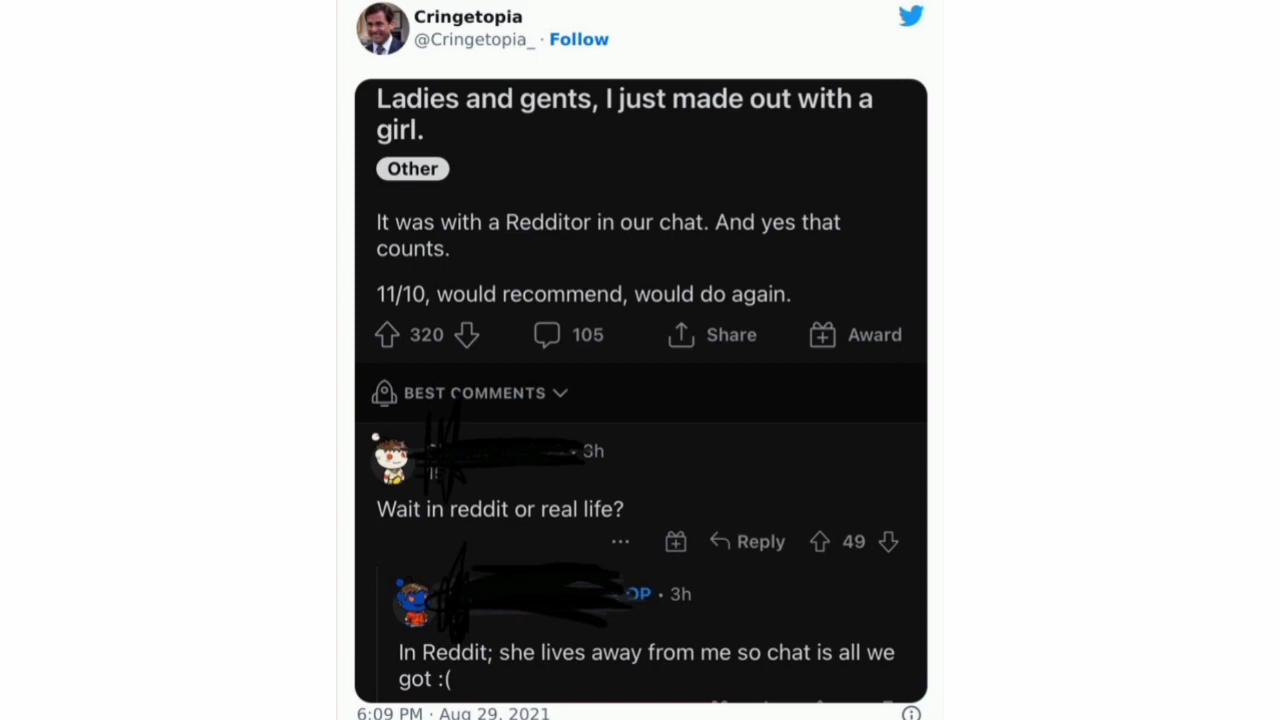 Cringetopia
@Cringetopia_ · Follow
Ladies and gents, I just made out with a
girl.
Other
It was with a Redditor in our chat. And yes that
counts.
11/10, would recommend, would do again.
320 105 Share Award
BEST COMMENTS
· 3h
Wait in reddit or real life?
... Reply 49
OP · 3h
In Reddit; she lives away from me so chat is all we
got :(
6:09 PM · Aug 29, 2021